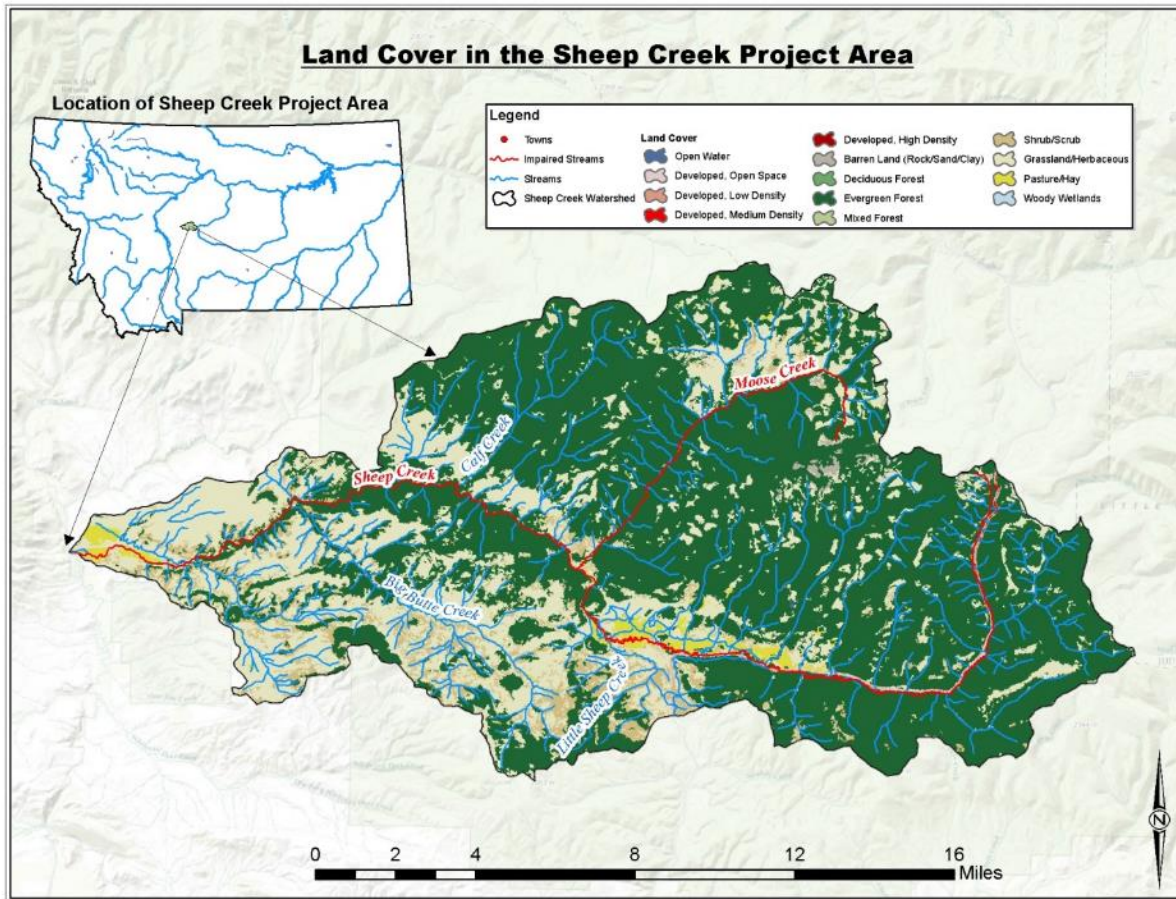 Land Cover in the Sheep Creek Project Area
Location of Sheep Creek Project Area
Legend
Towns
Impaired Streams
Streams
Sheep Creek Watershed
Land Cover
Open Water
Developed, Open Space
Developed, Low Density
Developed, Medium Density
Developed, High Density
Barren Land (Rock/Sand/Clay)
Deciduous Forest
Evergreen Forest
Mixed Forest
Shrub/Scrub
Grassland/Herbaceous
Pasture/Hay
Woody Wetlands
Moose Creek
Calf Creek
Sheep Creek
Big Butte Creek
Little Sheep Creek
N
0 2 4 8 12 16
Miles